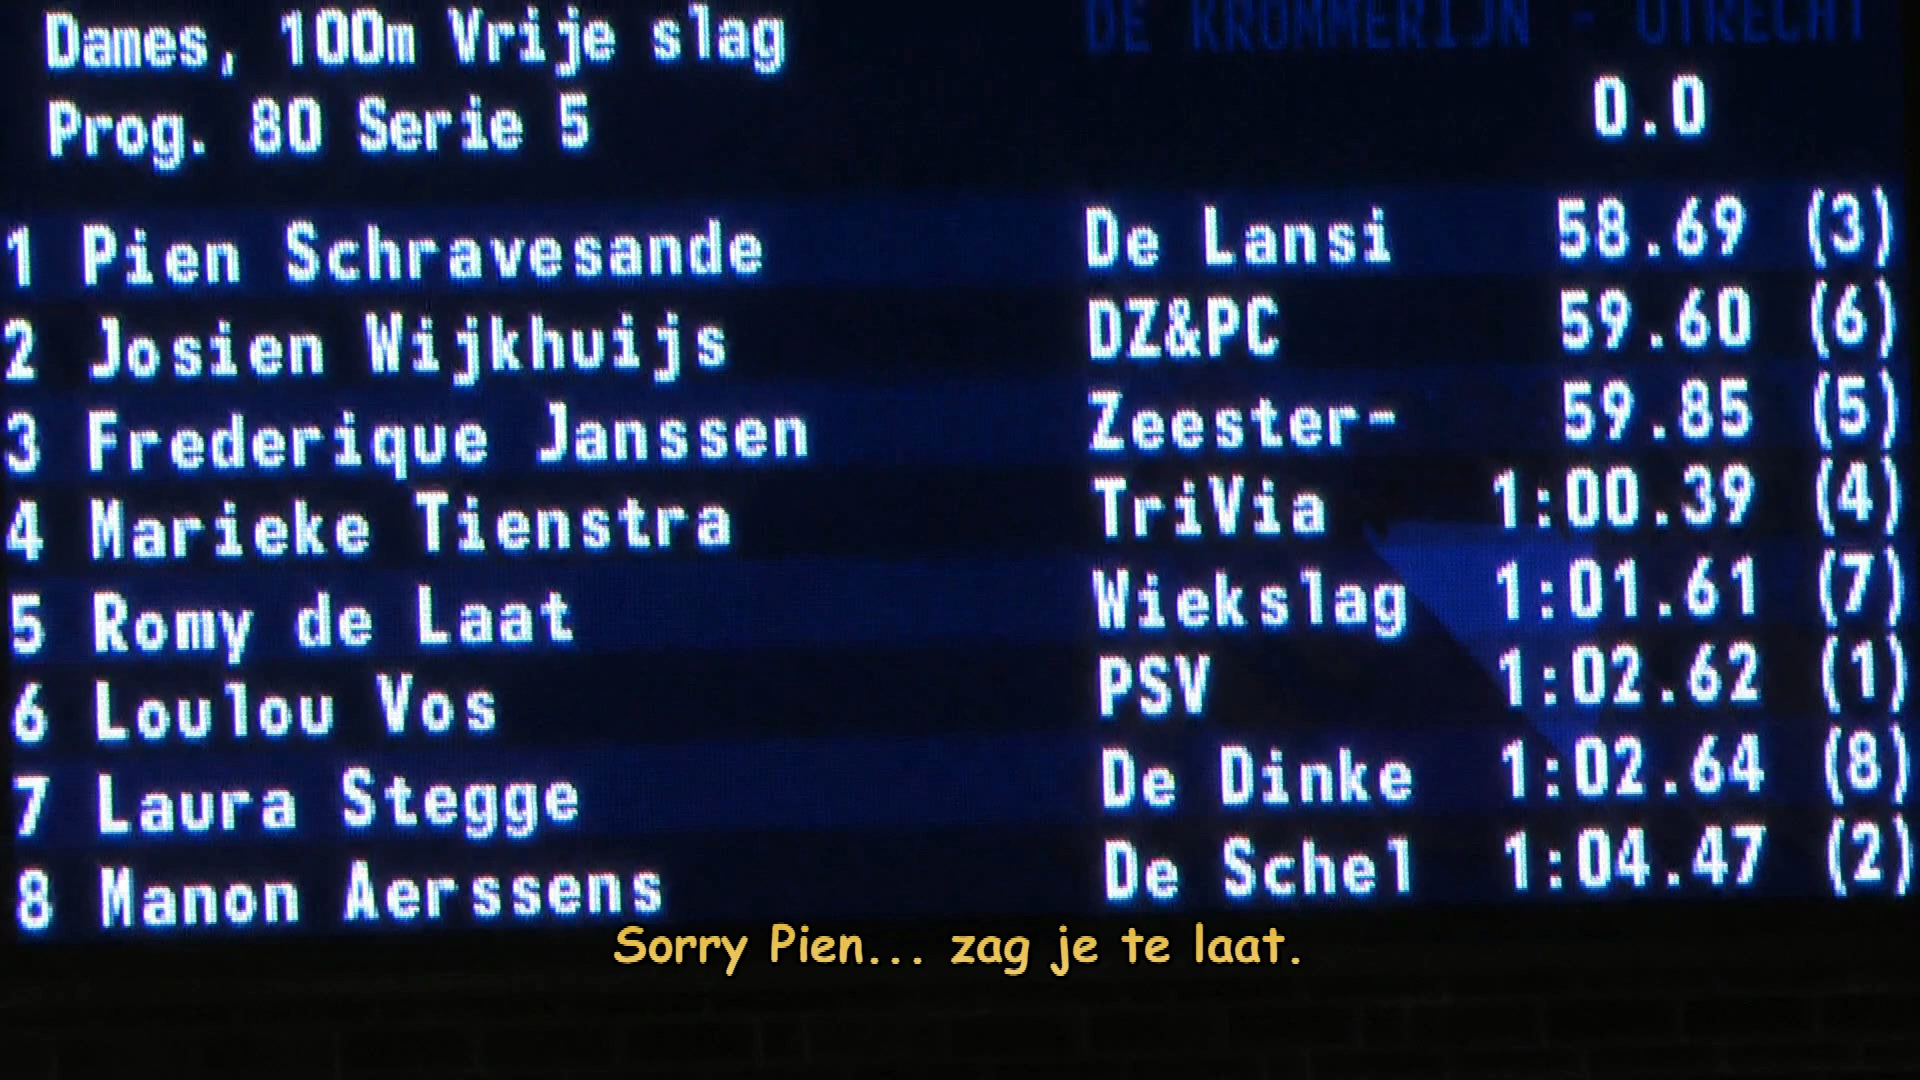 Dames, 100m Vrije slag DE KROMMERIJN - UTRECHT
Prog. 80 Serie 5 0.0
1 Pien Schravesande De Lansi 58.69 (3)
2 Josien Wijkhuijs DZ&PC 59.60 (6)
3 Frederique Janssen Zeester- 59.85 (5)
4 Marieke Tienstra TriVia 1:00.39 (4)
5 Romy de Laat Wiekslag 1:01.61 (7)
6 Loulou Vos PSV 1:02.62 (1)
7 Laura Stegge De Dinke 1:02.64 (8)
8 Manon Aerssens De Schel 1:04.47 (2)
Sorry Pien... zag je te laat.